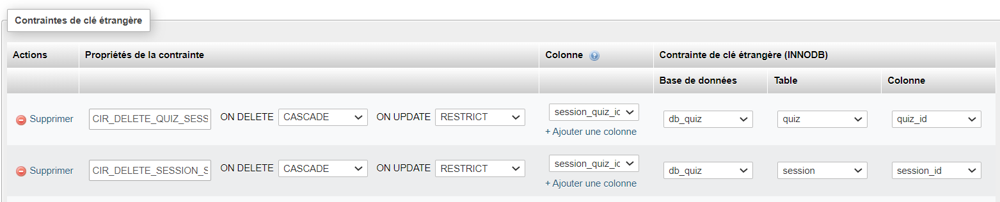 Contraintes de clé étrangère
Actions Propriétés de la contrainte Colonne Contrainte de clé étrangère (INNODB)
Base de données Table Colonne
Supprimer CIR_DELETE_QUIZ_SESS ON DELETE CASCADE ON UPDATE RESTRICT session_quiz_id db_quiz quiz quiz_id
+ Ajouter une colonne
Supprimer CIR_DELETE_SESSION_S ON DELETE CASCADE ON UPDATE RESTRICT session_quiz_id db_quiz session session_id
+ Ajouter une colonne